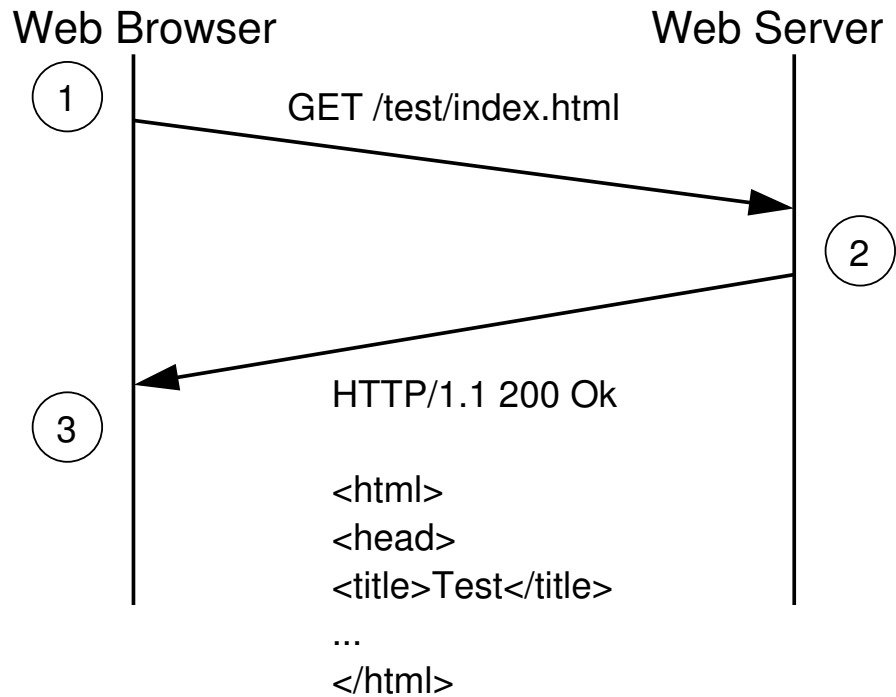 Web Browser
Web Server
1
GET /test/index.html
2
HTTP/1.1 200 Ok
3
<html>
<head>
<title>Test</title>
...
</html>